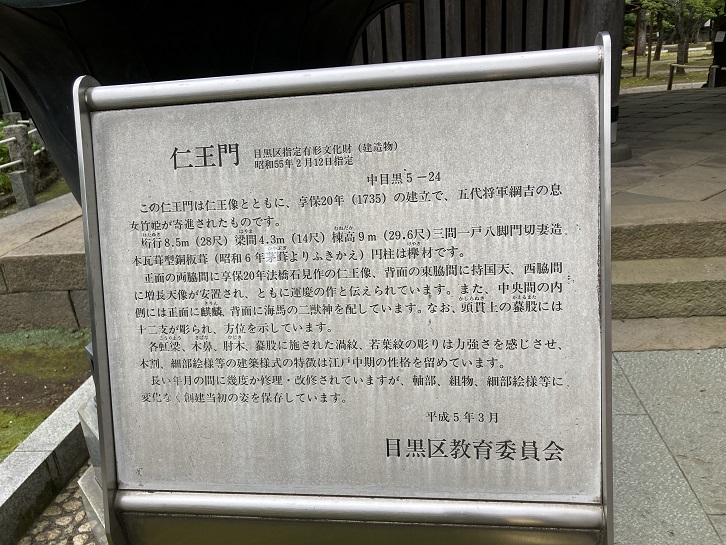 仁王門 目黒区指定有形文化財（建造物）
昭和55年2月12日指定
中目黒5－24
この仁王門は仁王像とともに、享保20年（1735）の建立で、五代将軍綱吉の息
女竹姫が寄進されたものです。
桁行8.5m（28尺）梁間4.3m（14尺）棟高9m（29.6尺）三間一戸八脚門切妻造
本瓦葺型銅板葺（昭和6年茅葺よりふきかえ）円柱は欅材です。
正面の両脇間に享保20年法橋石見作の仁王像、背面の東脇間に持国天、西脇間
に増長天像が安置され、ともに運慶の作と伝えられています。また、中央間の内
側には正面に麒麟、背面に海馬の二獣神を配しています。なお、頭貫上の蟇股には
十二支が彫られ、方位を示しています。
各虹梁、木鼻、肘木、蟇股に施された渦紋、若葉紋の彫りは力強さを感じさせ、
木割、細部絵様等の建築様式の特徴は江戸中期の性格を留めています。
長い年月の間に幾度か修理・改修されていますが、軸部、組物、細部絵様等に
変化なく創建当初の姿を保存しています。
平成5年3月
目黒区教育委員会